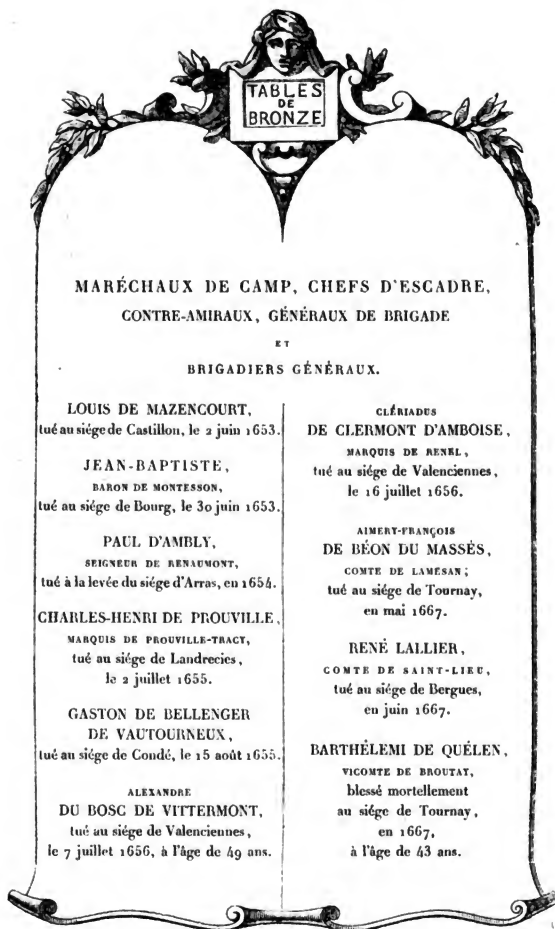 TABLES
DE
BRONZE
MARÉCHAUX DE CAMP, CHEFS D'ESCADRE,
CONTRE-AMIRAUX, GÉNÉRAUX DE BRIGADE
ET
BRIGADIERS GÉNÉRAUX.
LOUIS DE MAZENCOURT,
tué au siége de Castillon, le 2 juin 1653.
JEAN-BAPTISTE,
BARON DE MONTESSON,
tué au siége de Bourg, le 30 juin 1653.
PAUL D'AMBLY,
SEIGNEUR DE RENAUMONT,
tué à la levée du siége d'Arras, en 1654.
CHARLES-HENRI DE PROUVILLE,
MARQUIS DE PROUVILLE-TRACY,
tué au siége de Landrecies,
le 2 juillet 1655.
GASTON DE BELLENGER
DE VAUTOURNEUX,
tué au siége de Condé, le 15 août 1655.
ALEXANDRE
DU BOSC DE VITTERMONT,
tué au siége de Valenciennes,
le 7 juillet 1656, à l'âge de 49 ans.
CLÉRIADUS
DE CLERMONT D'AMBOISE,
MARQUIS DE RENEL,
tué au siége de Valenciennes,
le 16 juillet 1656.
AIMERY-FRANÇOIS
DE BÉON DU MASSÈS,
COMTE DE LAMÉSAN;
tué au siége de Tournay,
en mai 1667.
RENÉ LALLIER,
COMTE DE SAINT-LIEU,
tué au siége de Bergues,
en juin 1667.
BARTHÉLEMI DE QUÉLEN,
VICOMTE DE BROUTAY,
blessé mortellement
au siége de Tournay,
en 1667,
à l'âge de 43 ans.